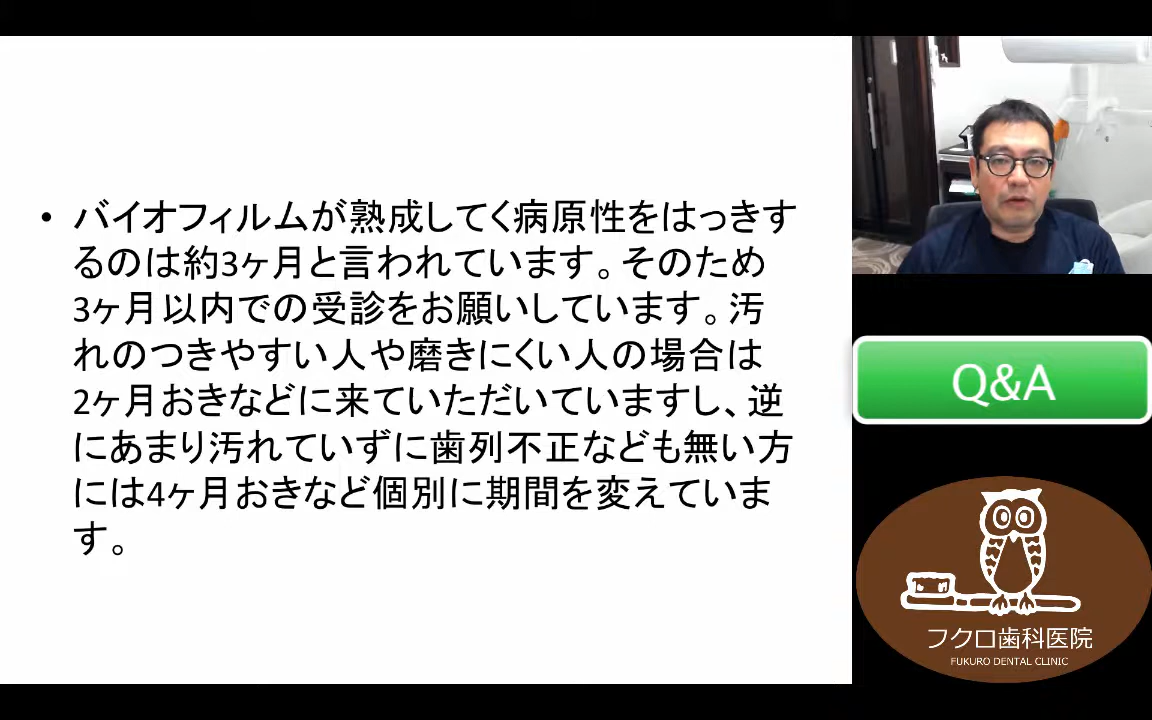 • バイオフィルムが熟成してく病原性をはっきす
るのは約3ヶ月と言われています。そのため
3ヶ月以内での受診をお願いしています。汚
れのつきやすい人や磨きにくい人の場合は
2ヶ月おきなどに来ていただいていますし、逆
にあまり汚れていずに歯列不正なども無い方
には4ヶ月おきなど個別に期間を変えていま
す。
Q&A
フクロ歯科医院
FUKURO DENTAL CLINIC